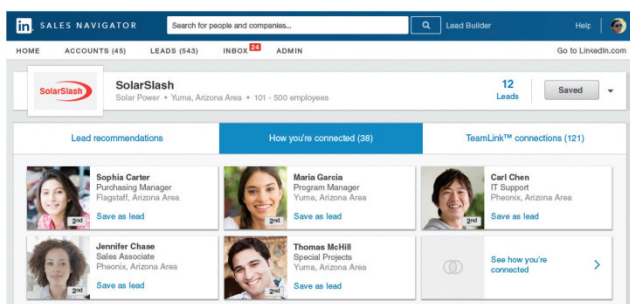 in SALES NAVIGATOR Search for people and companies... Lead Builder Help
HOME ACCOUNTS (45) LEADS (543) INBOX 24 ADMIN Go to LinkedIn.com
SolarSlash
SolarSlash
Solar Power • Yuma, Arizona Area • 101 - 500 employees
12
Leads
Saved
Lead recommendations How you're connected (38) TeamLink™ connections (121)
Sophia Carter
Purchasing Manager
Flagstaff, Arizona Area
Save as lead
2nd
Maria Garcia
Program Manager
Yuma, Arizona Area
Save as lead
2nd
Carl Chen
IT Support
Pheonix, Arizona Area
Save as lead
2nd
Jennifer Chase
Sales Associate
Pheonix, Arizona Area
Save as lead
2nd
Thomas McHill
Special Projects
Yuma, Arizona Area
Save as lead
2nd
See how you're
connected